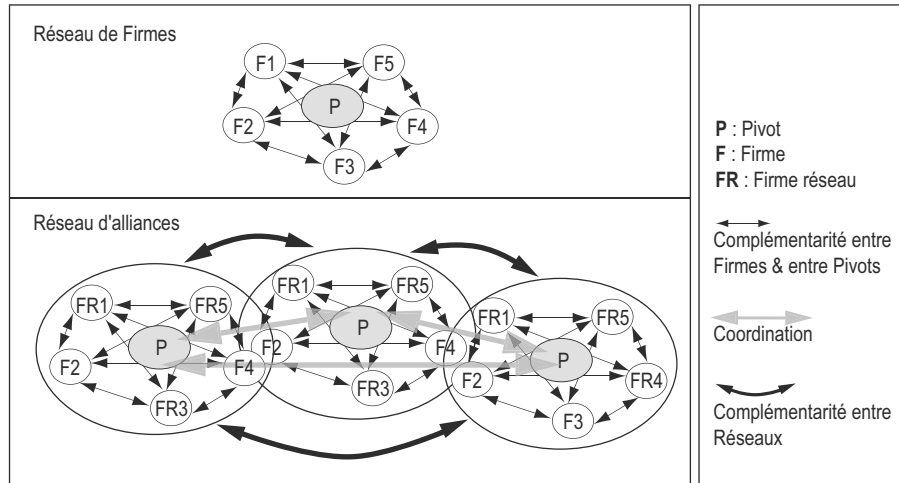 Réseau de Firmes
F1
F5
P
F2
F4
F3
Réseau d'alliances
FR1
FR5
P
F2
F4
FR3
FR1
FR5
P
F2
F4
FR3
FR1
FR5
P
F2
FR4
F3
P : Pivot
F : Firme
FR : Firme réseau
Complémentarité entre
Firmes & entre Pivots
Coordination
Complémentarité entre
Réseaux